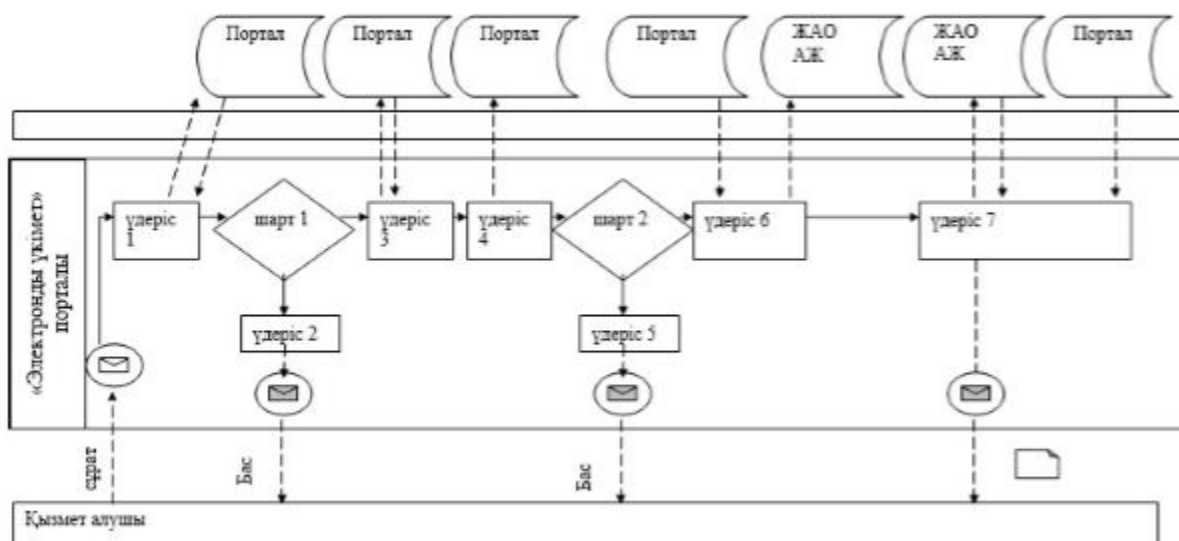 Портал
Портал
Портал
Портал
ЖАО
АЖ
ЖАО
АЖ
Портал
«Электронды үкімет»
порталы
үдеріс
1
шарт 1
үдеріс
3
үдеріс
4
шарт 2
үдеріс 6
үдеріс 7
үдеріс 2
үдеріс 5
сұрат
Бас
Бас
Қызмет алушы